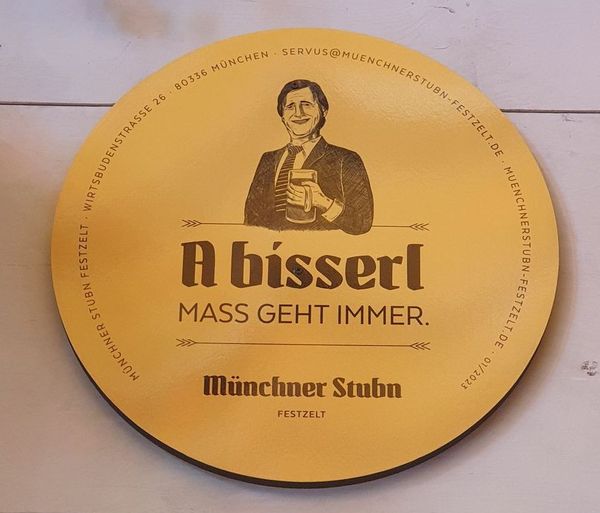 MÜNCHNER STUBN FESTZELT · WIRTSBUDENSTRASSE 26 · 80336 MÜNCHEN · SERVUS@MUENCHNERSTUBN-FESTZELT.DE · MUENCHNERSTUBN-FESTZELT.DE · 01/2023
A bisserl
MASS GEHT IMMER.
Münchner Stubn
FESTZELT